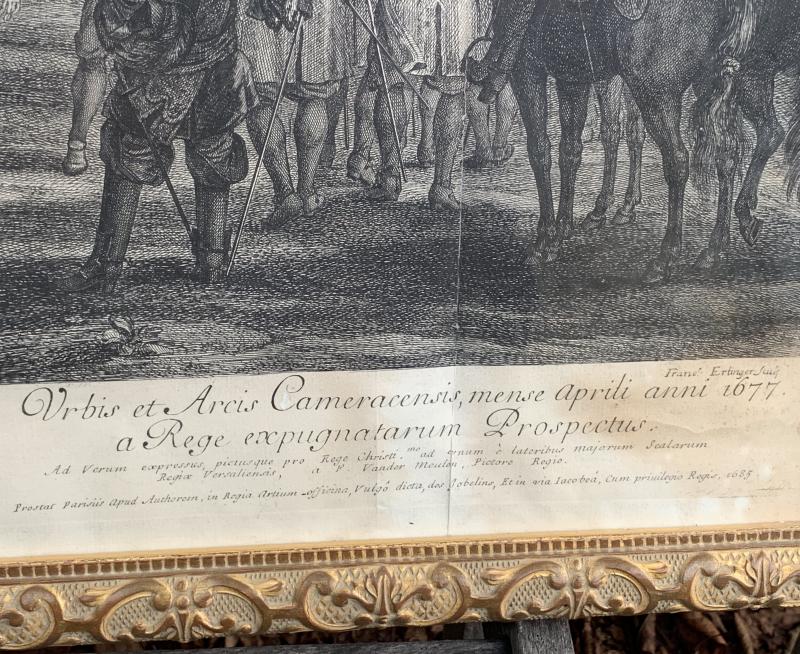 Franc. Ertinger Sculp
Vrbis et Arcis Cameracensis, mense Aprili anni 1677.
a Rege expugnatarum Prospectus.
Ad Verum expressus, pictusque pro Rege Christ.mo ad ornum è lateribus majorum Scalarum
Regiæ Versaliensis, a P. Vander Meulen, Pictore Regio.
Prostat Parisiis Apud Authorem, in Regia Artium officina, Vulgò dicta, des Gobelins, Et in via Iacobeâ, Cum privilegio Regis, 1685